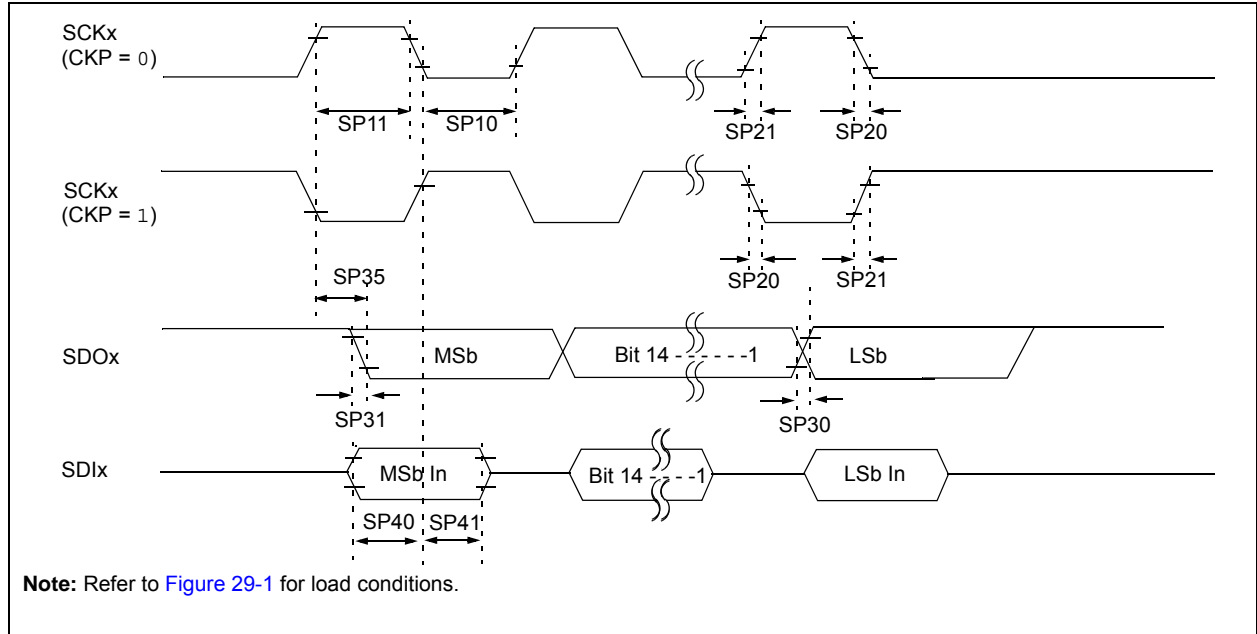 SCKx
(CKP = 0)
SP11
SP10
SP21
SP20
SCKx
(CKP = 1)
SP35
SP20
SP21
SDOx
MSb
Bit 14 - - - - - - -1
LSb
SP31
SP30
SDIx
MSb In
Bit 14 - - - - -1
LSb In
SP40
SP41
Note: Refer to Figure 29-1 for load conditions.